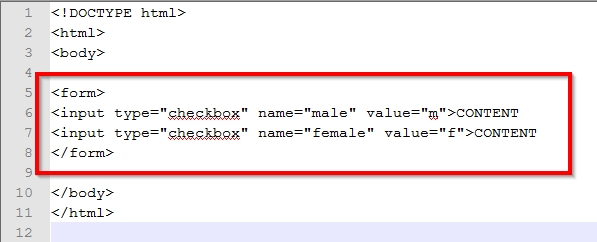 1 <!DOCTYPE html>
2 <html>
3 <body>
4
5 <form>
6 <input type="checkbox" name="male" value="m">CONTENT
7 <input type="checkbox" name="female" value="f">CONTENT
8 </form>
9
10 </body>
11 </html>
12